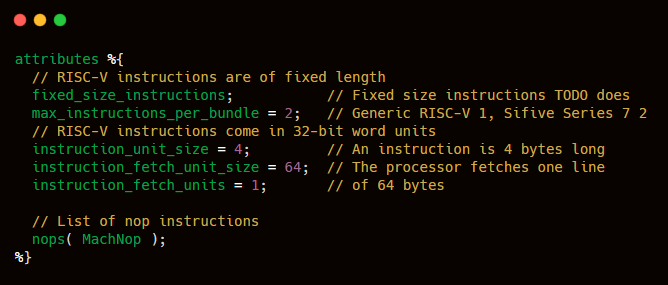 attributes %{
  // RISC-V instructions are of fixed length
  fixed_size_instructions;           // Fixed size instructions TODO does
  max_instructions_per_bundle = 2;   // Generic RISC-V 1, Sifive Series 7 2
  // RISC-V instructions come in 32-bit word units
  instruction_unit_size = 4;         // An instruction is 4 bytes long
  instruction_fetch_unit_size = 64;  // The processor fetches one line
  instruction_fetch_units = 1;       // of 64 bytes

  // List of nop instructions
  nops( MachNop );
%}